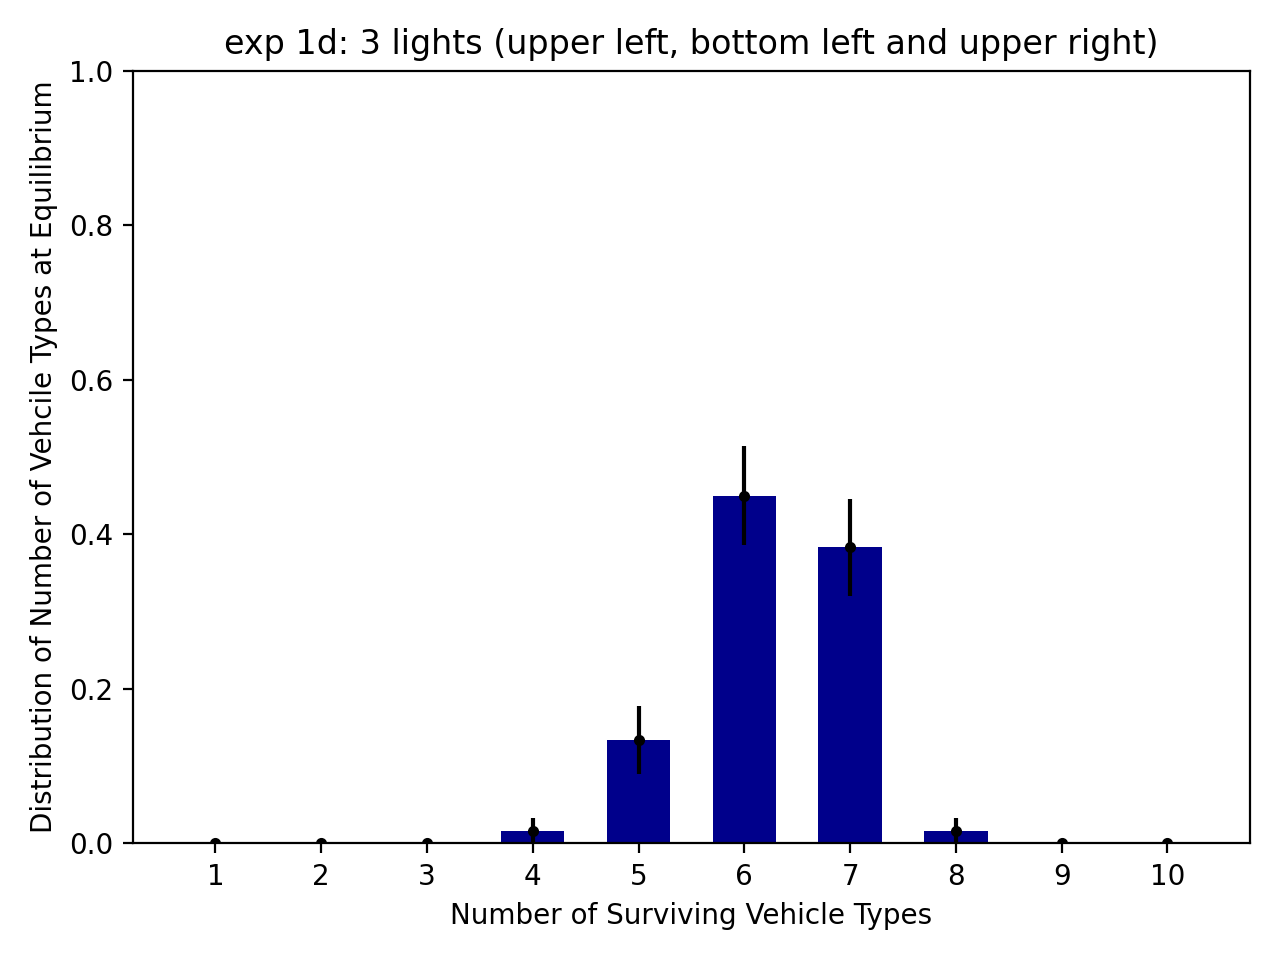 exp 1d: 3 lights (upper left, bottom left and upper right)
Distribution of Number of Vehcile Types at Equilibrium
1.0
0.8
0.6
0.4
0.2
0.0
1 2 3 4 5 6 7 8 9 10
Number of Surviving Vehicle Types